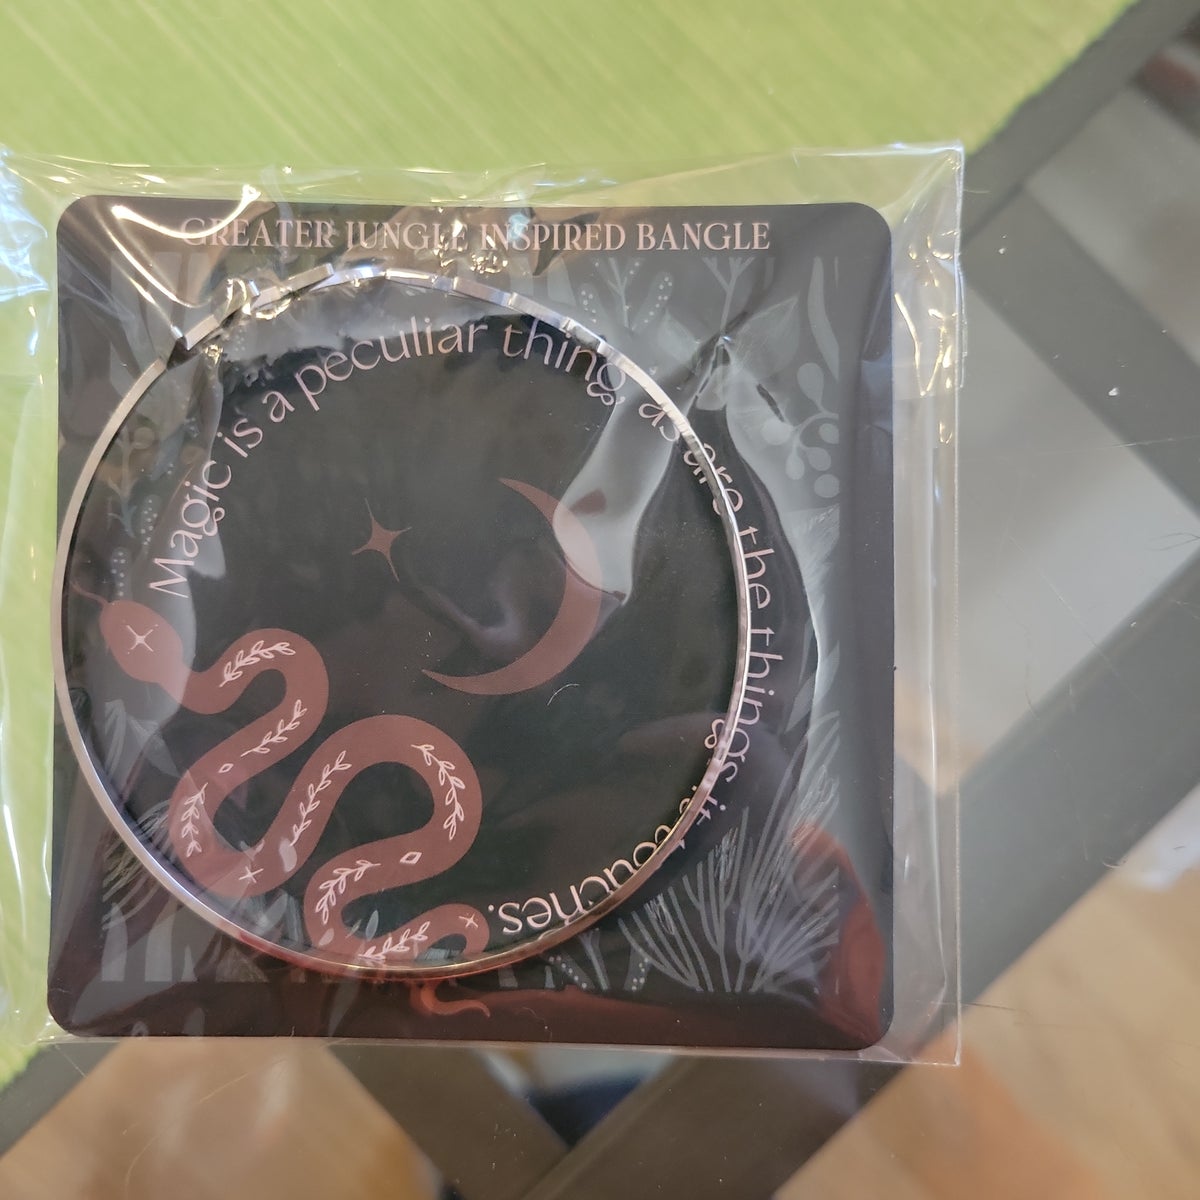 GREATER JUNGLE INSPIRED BANGLE
Magic is a peculiar thing, as are the things it touches.